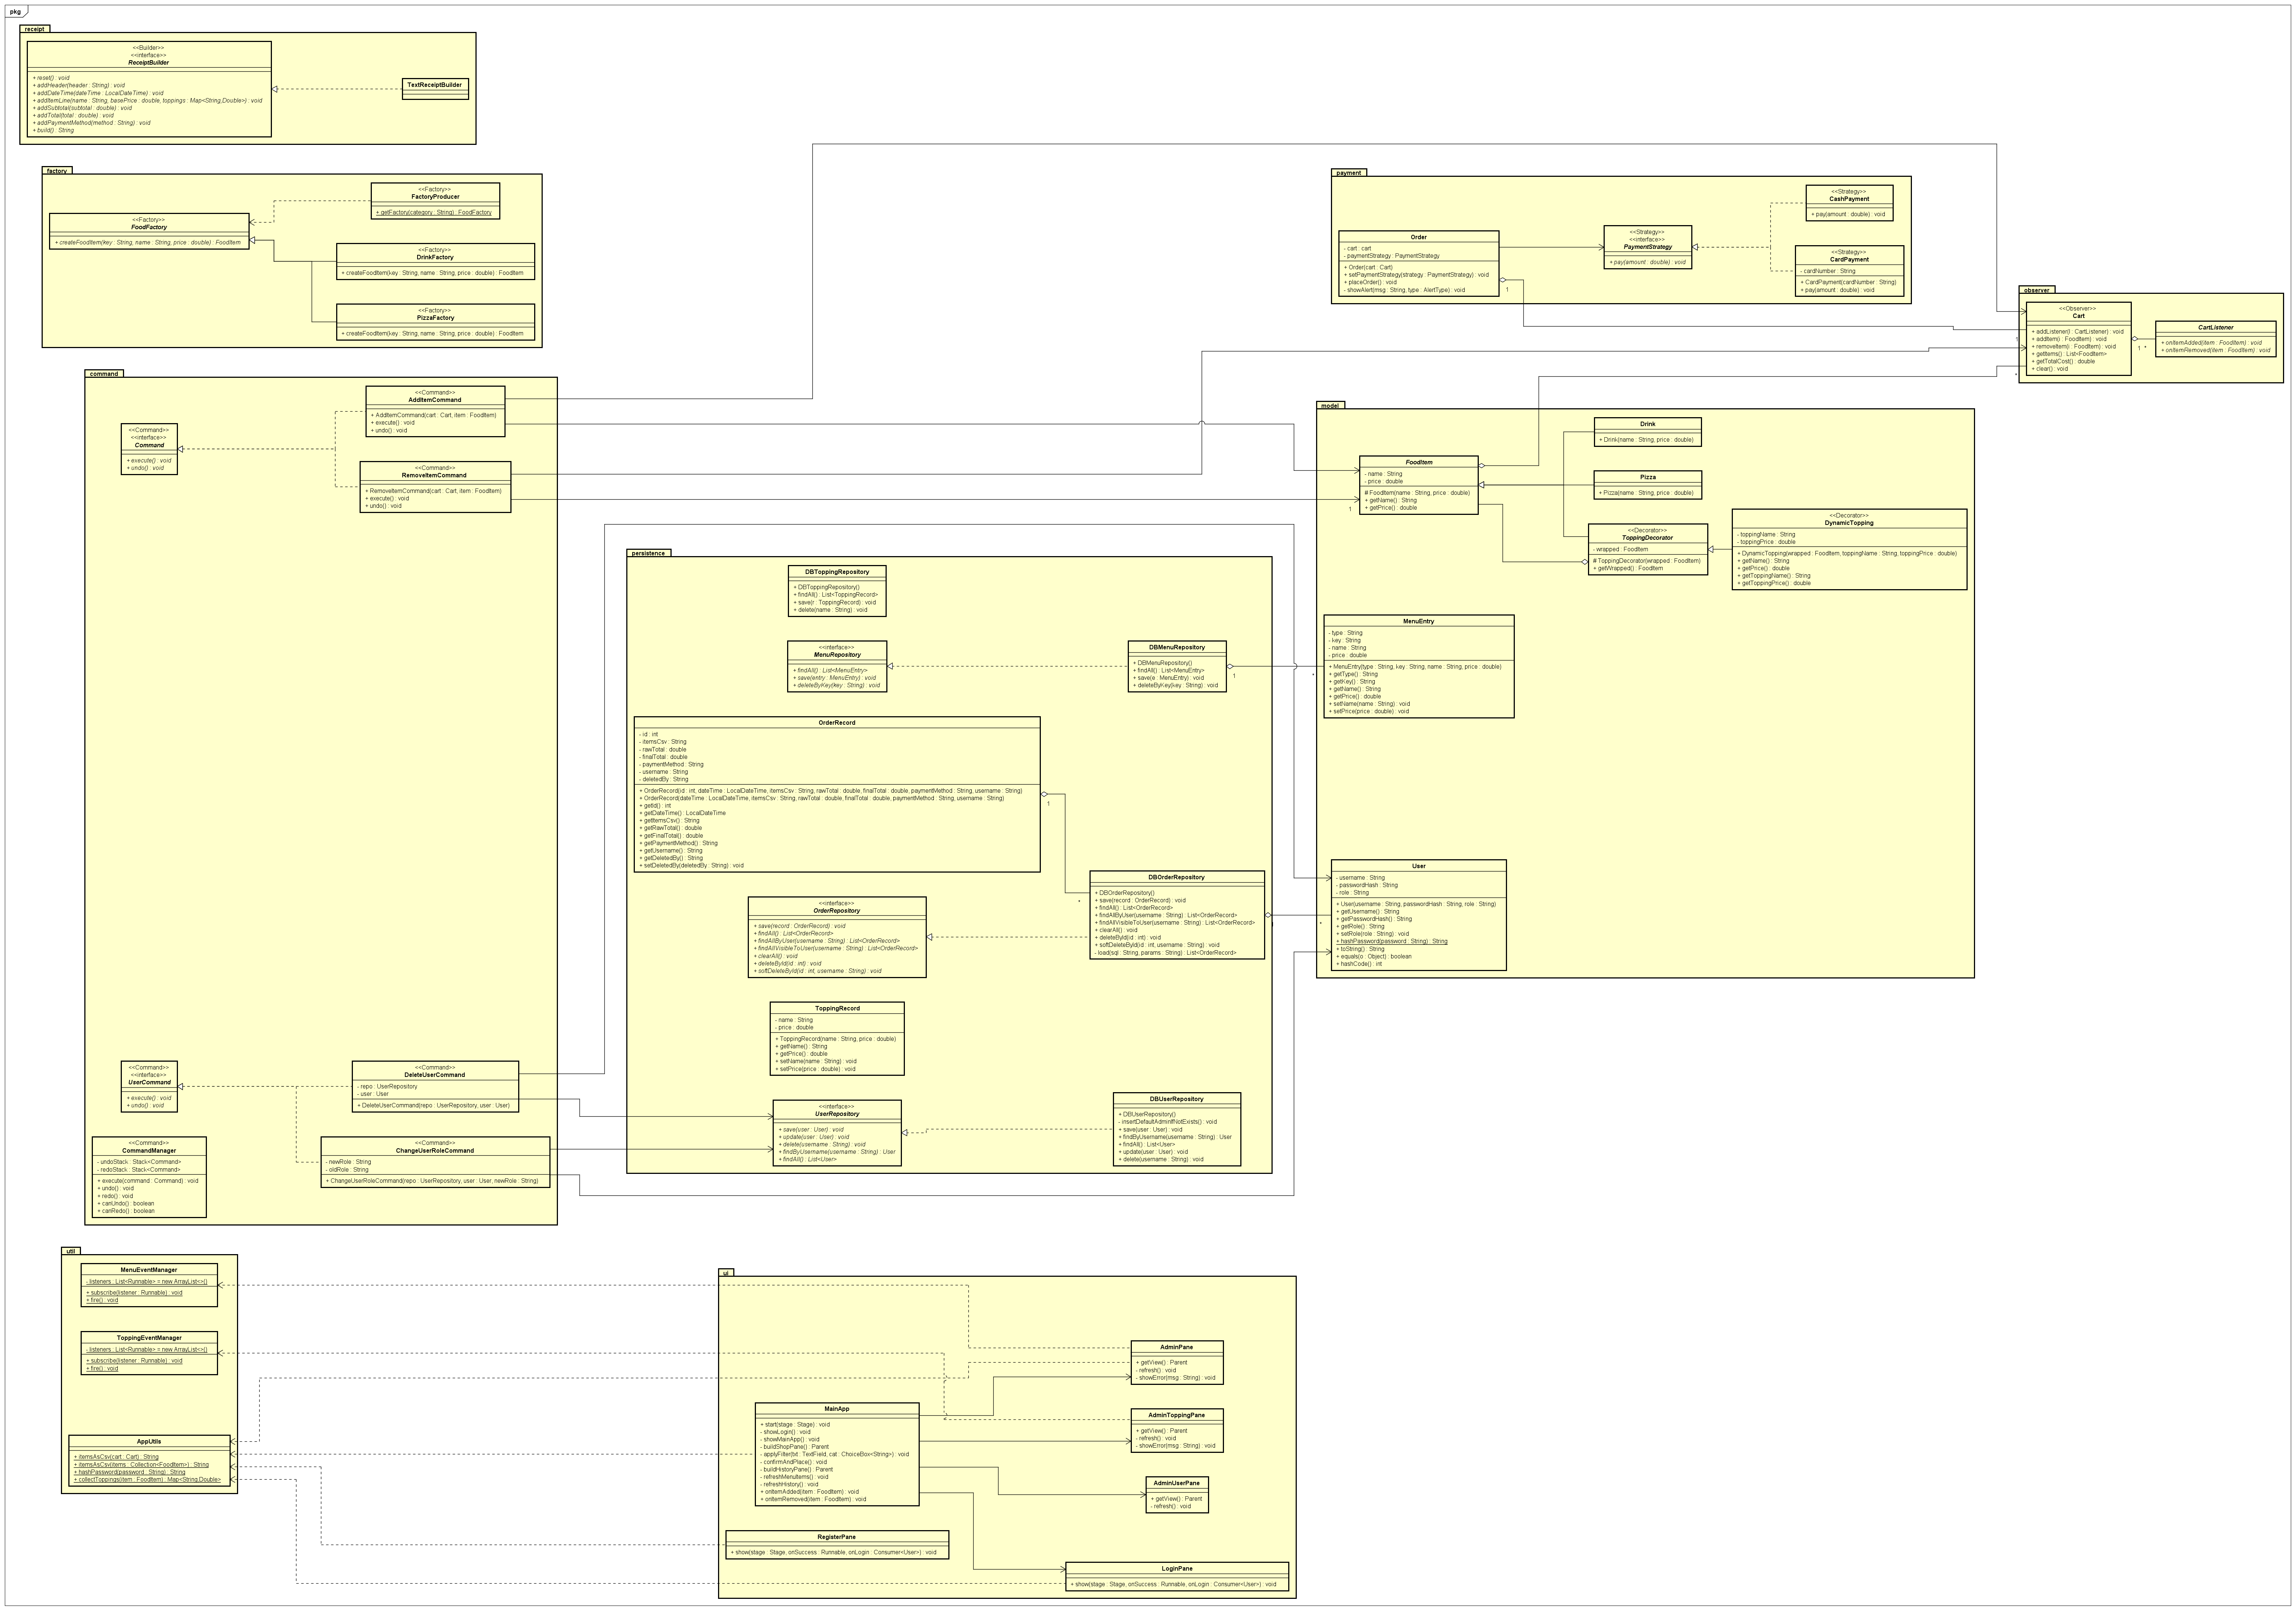 pkg
receipt
<<Builder>>
<<interface>>
ReceiptBuilder
+ reset() : void
+ addHeader(header : String) : void
+ addDateTime(dateTime : LocalDateTime) : void
+ addItemLine(name : String, basePrice : double, toppings : Map<String,Double>) : void
+ addSubtotal(subtotal : double) : void
+ addTotal(total : double) : void
+ addPaymentMethod(method : String) : void
+ build() : String
TextReceiptBuilder
factory
<<Factory>>
FactoryProducer
+ getFactory(category : String) : FoodFactory
<<Factory>>
FoodFactory
+ createFoodItem(key : String, name : String, price : double) : FoodItem
<<Factory>>
DrinkFactory
+ createFoodItem(key : String, name : String, price : double) : FoodItem
<<Factory>>
PizzaFactory
+ createFoodItem(key : String, name : String, price : double) : FoodItem
payment
<<Strategy>>
CashPayment
+ pay(amount : double) : void
Order
- cart : cart
- paymentStrategy : PaymentStrategy
+ Order(cart : Cart)
+ setPaymentStrategy(strategy : PaymentStrategy) : void
+ placeOrder() : void
- showAlert(msg : String, type : AlertType) : void
1
<<Strategy>>
<<interface>>
PaymentStrategy
+ pay(amount : double) : void
<<Strategy>>
CardPayment
- cardNumber : String
+ CardPayment(cardNumber : String)
+ pay(amount : double) : void
observer
<<Observer>>
Cart
+ addListener(l : CartListener) : void
+ addItem(i : FoodItem) : void
+ removeItem(i : FoodItem) : void
+ getItems() : List<FoodItem>
+ getTotalCost() : double
+ clear() : void
1
*
1
*
CartListener
+ onItemAdded(item : FoodItem) : void
+ onItemRemoved(item : FoodItem) : void
command
<<Command>>
AddItemCommand
+ AddItemCommand(cart : Cart, item : FoodItem)
+ execute() : void
+ undo() : void
<<Command>>
<<interface>>
Command
+ execute() : void
+ undo() : void
<<Command>>
RemoveItemCommand
+ RemoveItemCommand(cart : Cart, item : FoodItem)
+ execute() : void
+ undo() : void
<<Command>>
<<interface>>
UserCommand
+ execute() : void
+ undo() : void
<<Command>>
DeleteUserCommand
- repo : UserRepository
- user : User
+ DeleteUserCommand(repo : UserRepository, user : User)
<<Command>>
CommandManager
- undoStack : Stack<Command>
- redoStack : Stack<Command>
+ execute(command : Command) : void
+ undo() : void
+ redo() : void
+ canUndo() : boolean
+ canRedo() : boolean
<<Command>>
ChangeUserRoleCommand
- newRole : String
- oldRole : String
+ ChangeUserRoleCommand(repo : UserRepository, user : User, newRole : String)
model
Drink
+ Drink(name : String, price : double)
FoodItem
- name : String
- price : double
# FoodItem(name : String, price : double)
+ getName() : String
+ getPrice() : double
1
Pizza
+ Pizza(name : String, price : double)
<<Decorator>>
ToppingDecorator
- wrapped : FoodItem
# ToppingDecorator(wrapped : FoodItem)
+ getWrapped() : FoodItem
<<Decorator>>
DynamicTopping
- toppingName : String
- toppingPrice : double
+ DynamicTopping(wrapped : FoodItem, toppingName : String, toppingPrice : double)
+ getName() : String
+ getPrice() : double
+ getToppingName() : String
+ getToppingPrice() : double
MenuEntry
- type : String
- key : String
- name : String
- price : double
+ MenuEntry(type : String, key : String, name : String, price : double)
+ getType() : String
+ getKey() : String
+ getName() : String
+ getPrice() : double
+ setName(name : String) : void
+ setPrice(price : double) : void
*
User
- username : String
- passwordHash : String
- role : String
+ User(username : String, passwordHash : String, role : String)
+ getUsername() : String
+ getPasswordHash() : String
+ getRole() : String
+ setRole(role : String) : void
+ hashPassword(password : String) : String
+ toString() : String
+ equals(o : Object) : boolean
+ hashCode() : int
*
persistence
DBToppingRepository
+ DBToppingRepository()
+ findAll() : List<ToppingRecord>
+ save(r : ToppingRecord) : void
+ delete(name : String) : void
<<interface>>
MenuRepository
+ findAll() : List<MenuEntry>
+ save(entry : MenuEntry) : void
+ deleteByKey(key : String) : void
DBMenuRepository
+ DBMenuRepository()
+ findAll() : List<MenuEntry>
+ save(e : MenuEntry) : void
+ deleteByKey(key : String) : void
1
OrderRecord
- id : int
- itemsCsv : String
- rawTotal : double
- finalTotal : double
- paymentMethod : String
- username : String
- deletedBy : String
+ OrderRecord(id : int, dateTime : LocalDateTime, itemsCsv : String, rawTotal : double, finalTotal : double, paymentMethod : String, username : String)
+ OrderRecord(dateTime : LocalDateTime, itemsCsv : String, rawTotal : double, finalTotal : double, paymentMethod : String, username : String)
+ getId() : int
+ getDateTime() : LocalDateTime
+ getItemsCsv() : String
+ getRawTotal() : double
+ getFinalTotal() : double
+ getPaymentMethod() : String
+ getUsername() : String
+ getDeletedBy() : String
+ setDeletedBy(deletedBy : String) : void
1
*
DBOrderRepository
+ DBOrderRepository()
+ save(record : OrderRecord) : void
+ findAll() : List<OrderRecord>
+ findAllByUser(username : String) : List<OrderRecord>
+ findAllVisibleToUser(username : String) : List<OrderRecord>
+ clearAll() : void
+ deleteById(id : int) : void
+ softDeleteById(id : int, username : String) : void
- load(sql : String, params : String) : List<OrderRecord>
<<interface>>
OrderRepository
+ save(record : OrderRecord) : void
+ findAll() : List<OrderRecord>
+ findAllByUser(username : String) : List<OrderRecord>
+ findAllVisibleToUser(username : String) : List<OrderRecord>
+ clearAll() : void
+ deleteById(id : int) : void
+ softDeleteById(id : int, username : String) : void
ToppingRecord
- name : String
- price : double
+ ToppingRecord(name : String, price : double)
+ getName() : String
+ getPrice() : double
+ setName(name : String) : void
+ setPrice(price : double) : void
<<interface>>
UserRepository
+ save(user : User) : void
+ update(user : User) : void
+ delete(username : String) : void
+ findByUsername(username : String) : User
+ findAll() : List<User>
DBUserRepository
+ DBUserRepository()
- insertDefaultAdminIfNotExists() : void
+ save(user : User) : void
+ findByUsername(username : String) : User
+ findAll() : List<User>
+ update(user : User) : void
+ delete(username : String) : void
util
MenuEventManager
- listeners : List<Runnable> = new ArrayList<>()
+ subscribe(listener : Runnable) : void
+ fire() : void
ToppingEventManager
- listeners : List<Runnable> = new ArrayList<>()
+ subscribe(listener : Runnable) : void
+ fire() : void
AppUtils
+ itemsAsCsv(cart : Cart) : String
+ itemsAsCsv(items : Collection<FoodItem>) : String
+ hashPassword(password : String) : String
+ collectToppings(item : FoodItem) : Map<String,Double>
ui
AdminPane
+ getView() : Parent
- refresh() : void
- showError(msg : String) : void
MainApp
+ start(stage : Stage) : void
- showLogin() : void
- showMainApp() : void
- buildShopPane() : Parent
- applyFilter(txt : TextField, cat : ChoiceBox<String>) : void
- confirmAndPlace() : void
- buildHistoryPane() : Parent
- refreshMenuItems() : void
- refreshHistory() : void
+ onItemAdded(item : FoodItem) : void
+ onItemRemoved(item : FoodItem) : void
AdminToppingPane
+ getView() : Parent
- refresh() : void
- showError(msg : String) : void
AdminUserPane
+ getView() : Parent
- refresh() : void
RegisterPane
+ show(stage : Stage, onSuccess : Runnable, onLogin : Consumer<User>) : void
LoginPane
+ show(stage : Stage, onSuccess : Runnable, onLogin : Consumer<User>) : void